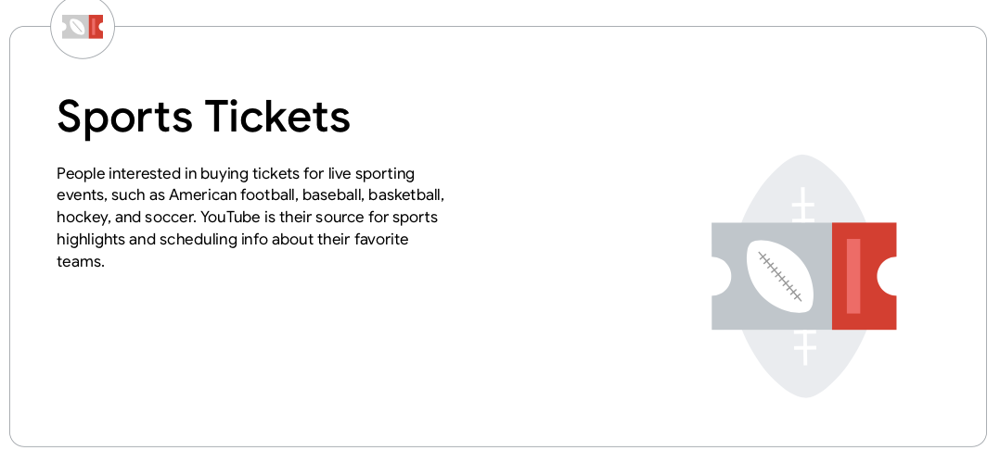 Sports Tickets
People interested in buying tickets for live sporting
events, such as American football, baseball, basketball,
hockey, and soccer. YouTube is their source for sports
highlights and scheduling info about their favorite
teams.